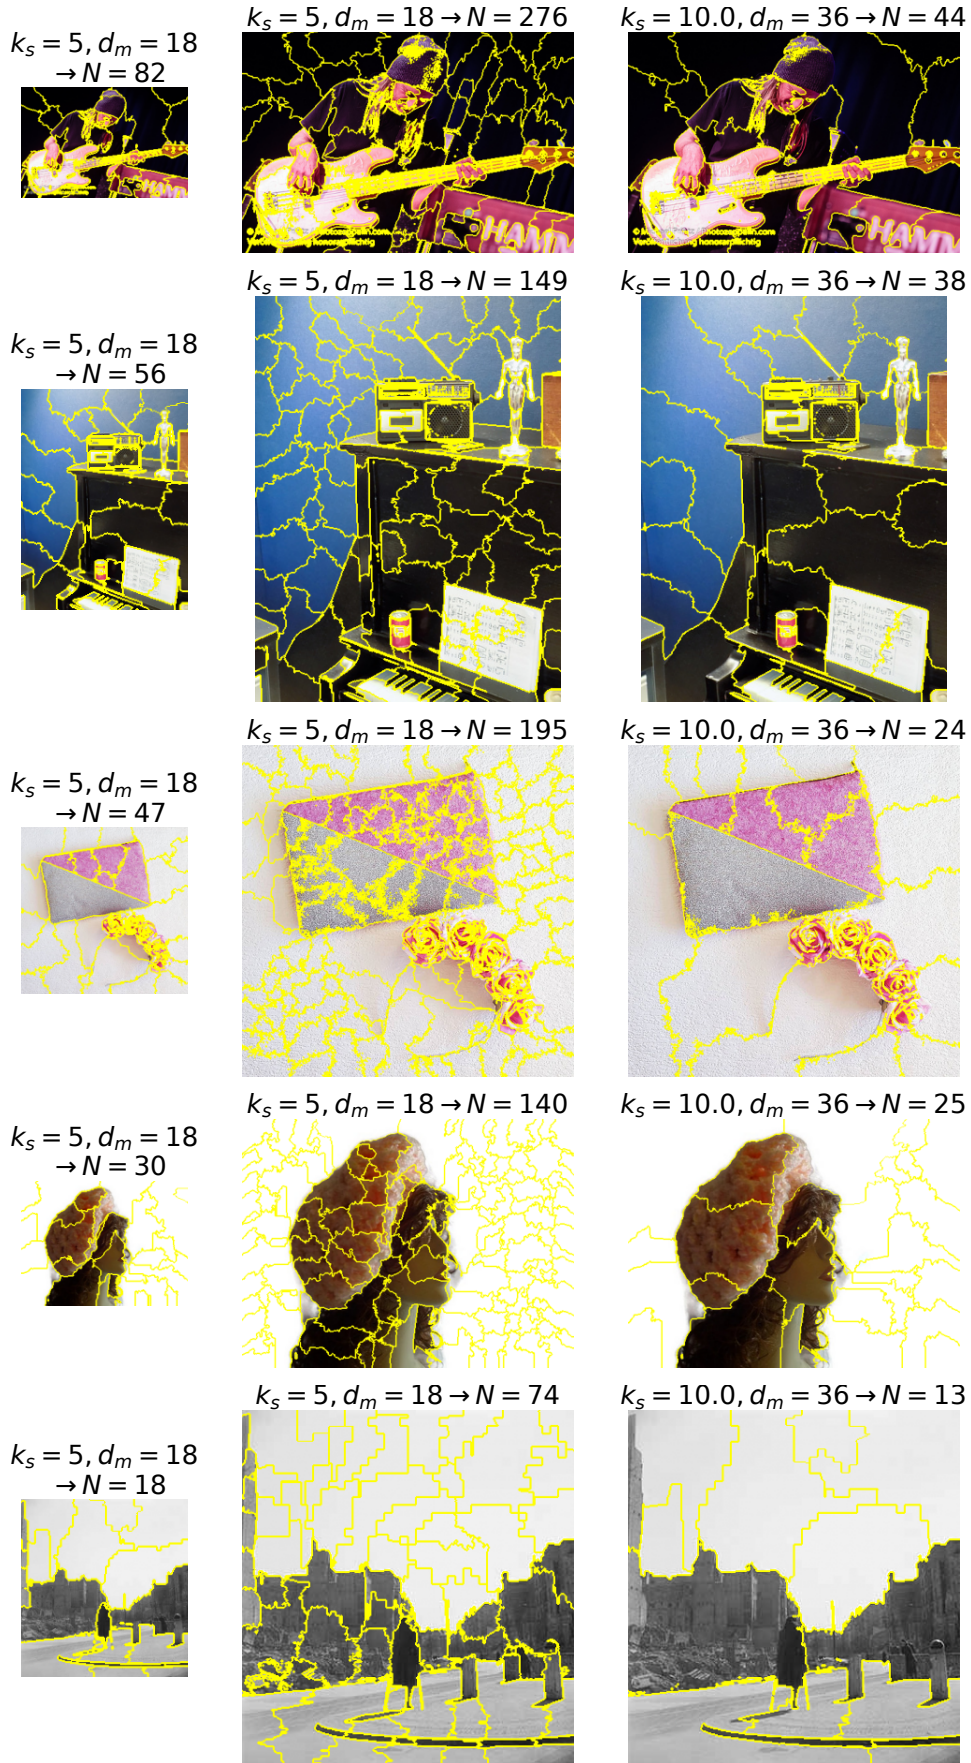 k_s = 5, d_m = 18
→ N = 82
k_s = 5, d_m = 18 → N = 276
k_s = 10.0, d_m = 36 → N = 44
HAMM
HAMM
HAMM
k_s = 5, d_m = 18
→ N = 56
k_s = 5, d_m = 18 → N = 149
k_s = 10.0, d_m = 36 → N = 38
k_s = 5, d_m = 18
→ N = 47
k_s = 5, d_m = 18 → N = 195
k_s = 10.0, d_m = 36 → N = 24
k_s = 5, d_m = 18
→ N = 30
k_s = 5, d_m = 18 → N = 140
k_s = 10.0, d_m = 36 → N = 25
k_s = 5, d_m = 18
→ N = 18
k_s = 5, d_m = 18 → N = 74
k_s = 10.0, d_m = 36 → N = 13